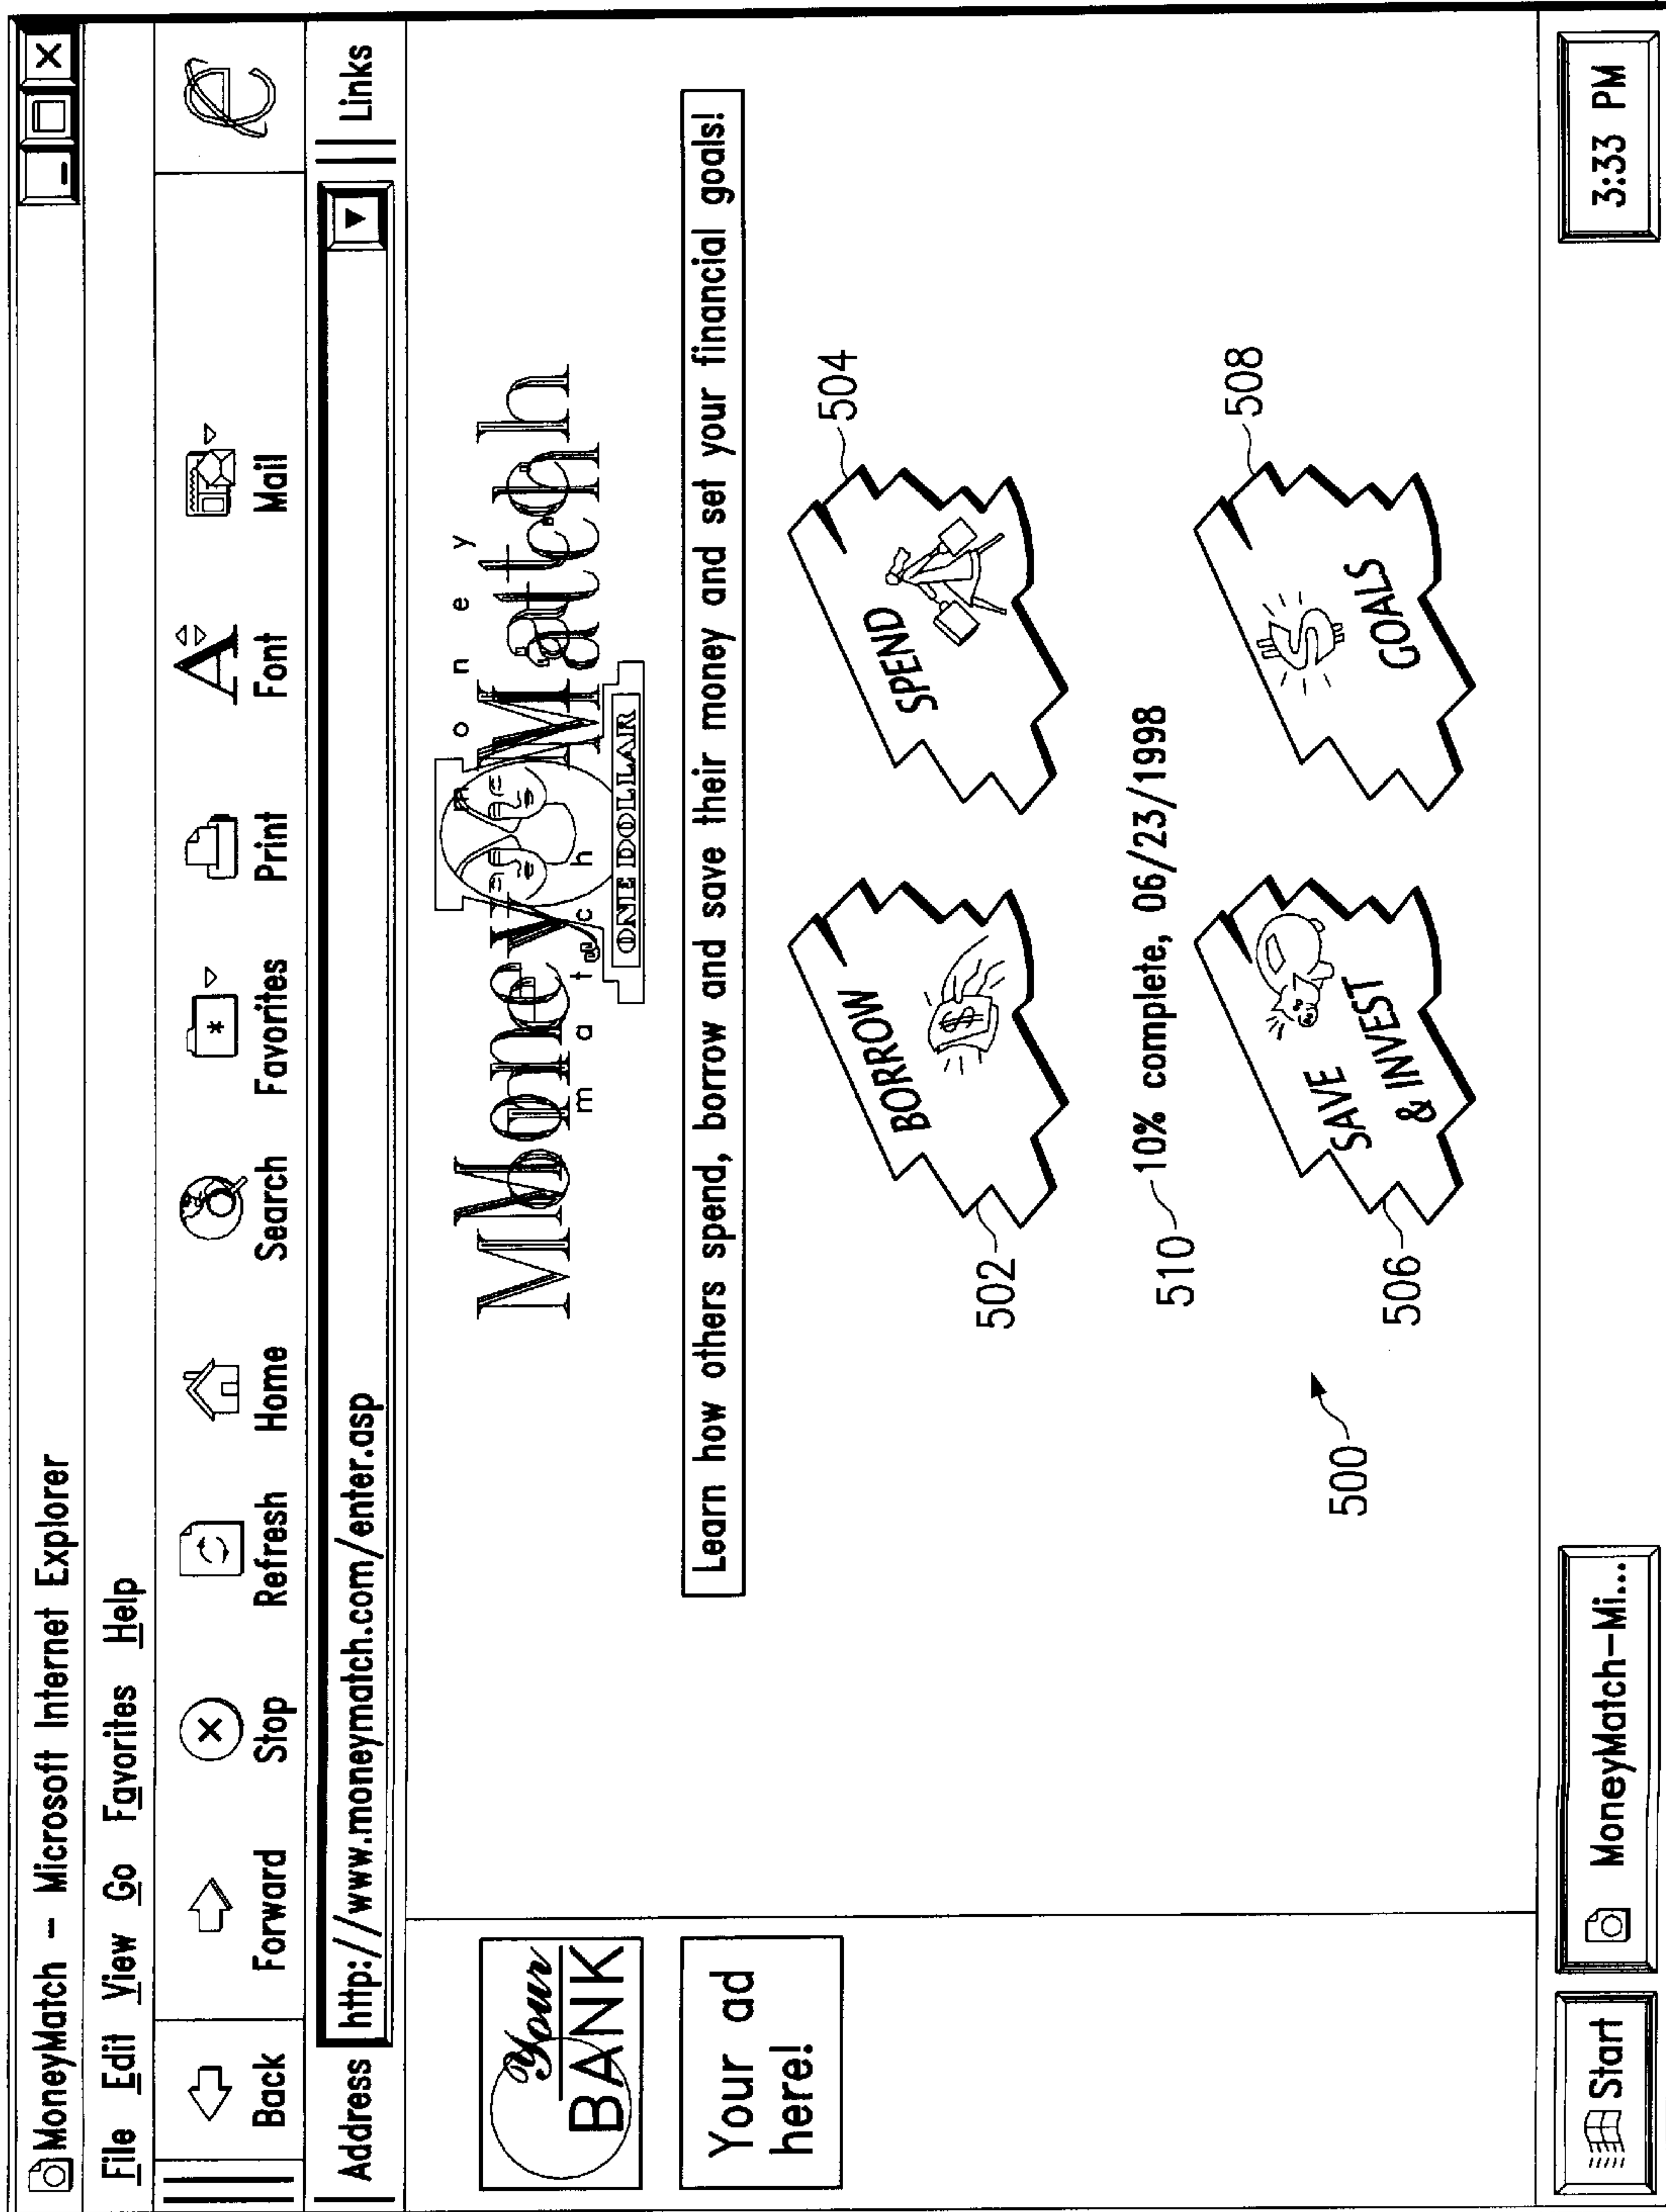 MoneyMatch – Microsoft Internet Explorer
File Edit View Go Favorites Help
Back Forward Stop Refresh Home Search Favorites Print Font Mail
Address http://www.moneymatch.com/enter.asp Links
Your
BANK
Your ad
here!
money
Money Match
match
ONE DOLLAR
Learn how others spend, borrow and save their money and set your financial goals!
BORROW
502
SPEND
504
510 10% complete, 06/23/1998
SAVE
& INVEST
506
GOALS
508
500
Start MoneyMatch-Mi... 3:33 PM